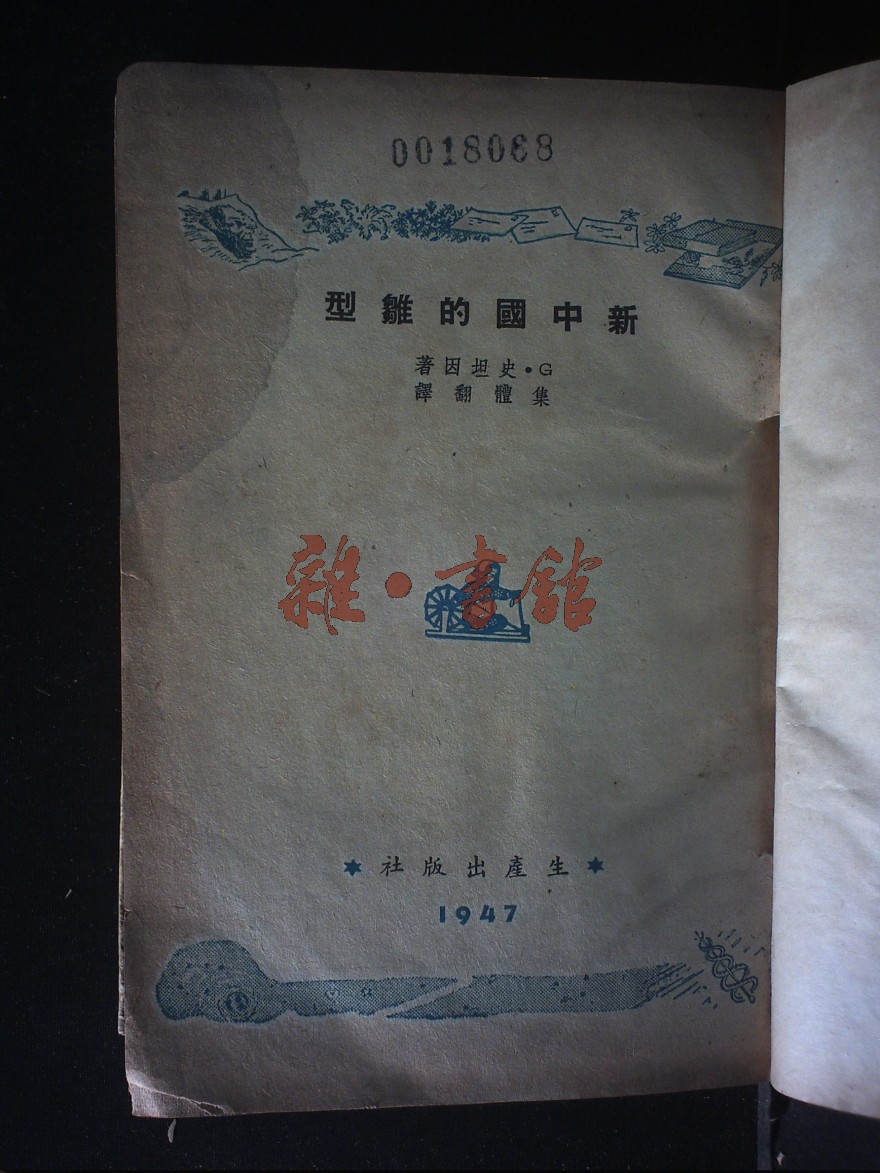 0018068
新中國的雛型
G·史坦因著
集體翻譯
雜·書館
★生產出版社★
1947